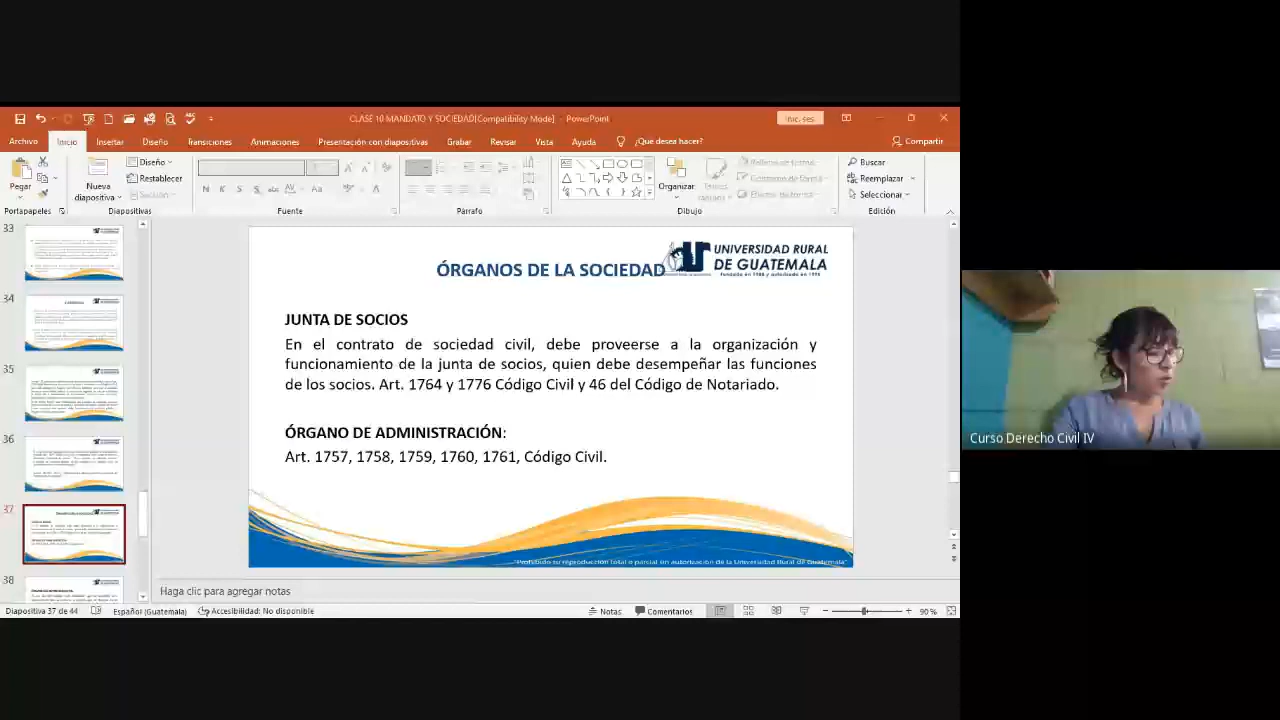 CLASE 10 MANDATO Y SOCIEDAD[Compatibility Mode] - PowerPoint
Inic. ses
Archivo Inicio Insertar Diseño Transiciones Animaciones Presentación con diapositivas Grabar Revisar Vista Ayuda ¿Qué desea hacer? Compartir
Pegar
Nueva diapositiva
Diseño
Restablecer
Sección
Organizar
Buscar
Reemplazar
Seleccionar
Portapapeles Diapositivas Fuente Párrafo Dibujo Edición
33
34
35
36
37
38
UNIVERSIDAD RURAL
DE GUATEMALA
ÓRGANOS DE LA SOCIEDAD
JUNTA DE SOCIOS
En el contrato de sociedad civil, debe proveerse a la organización y
funcionamiento de la junta de socios, quien debe desempeñar las funciones
de los socios. Art. 1764 y 1773 Código Civil y 46 del Código de Notariado.
ÓRGANO DE ADMINISTRACIÓN:
Art. 1757, 1758, 1759, 1760, 1761 Código Civil.
"Prohibido su reproducción total o parcial sin autorización de la Universidad Rural de Guatemala"
Haga clic para agregar notas
Diapositiva 37 de 44 Español (Guatemala) Accesibilidad: No disponible Notas Comentarios 90 %
Curso Derecho Civil IV